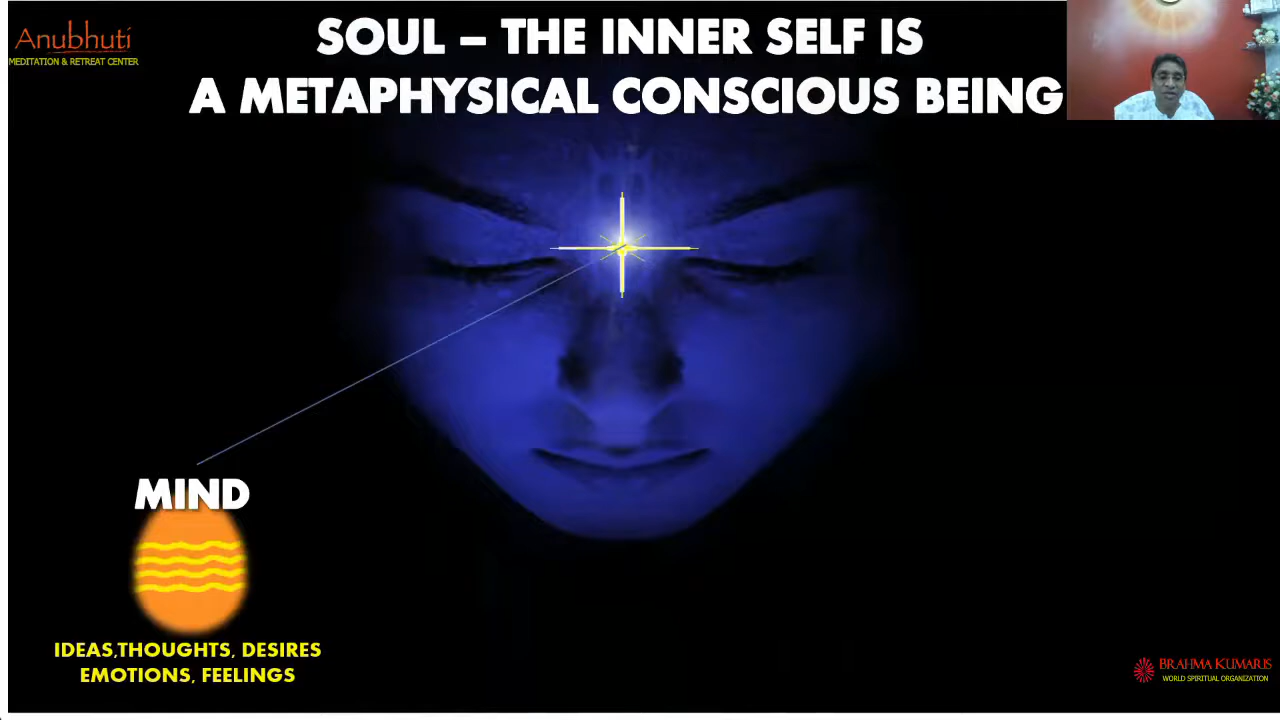 Anubhuti
MEDITATION & RETREAT CENTER
SOUL – THE INNER SELF IS
A METAPHYSICAL CONSCIOUS BEING
MIND
IDEAS,THOUGHTS, DESIRES
EMOTIONS, FEELINGS
BRAHMA KUMARIS
WORLD SPIRITUAL ORGANIZATION